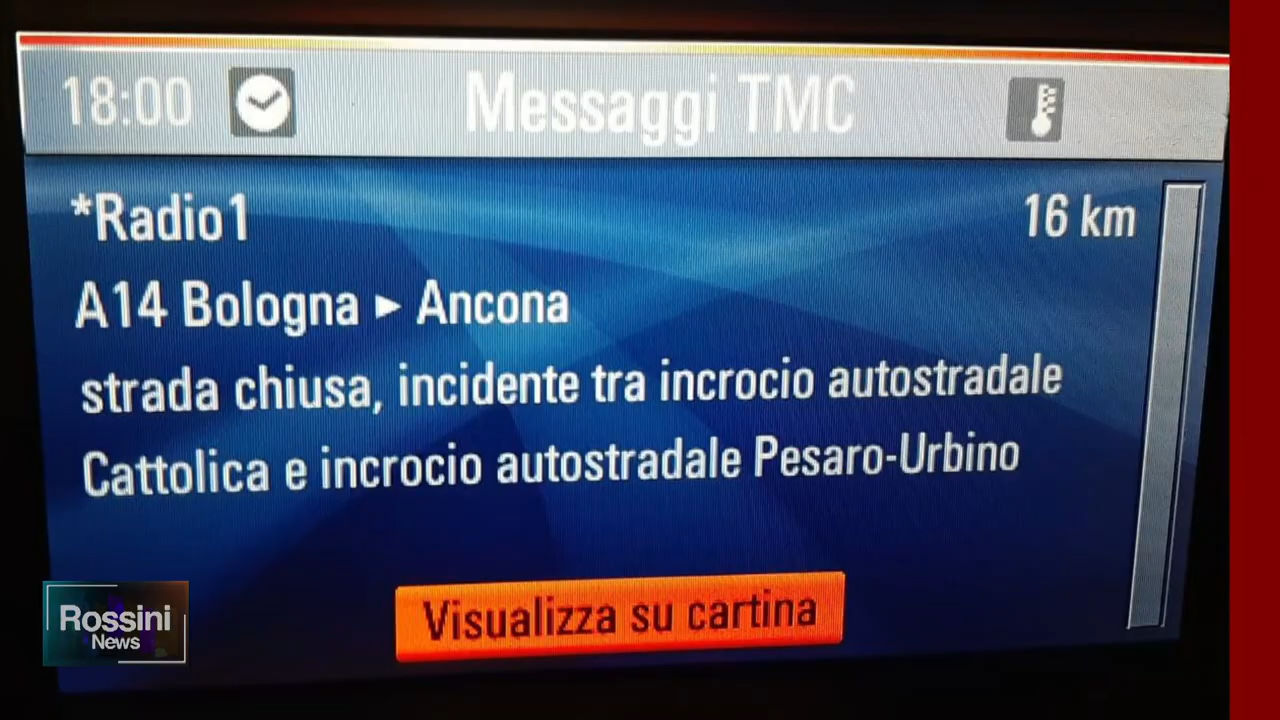 18:00 Messaggi TMC
*Radio1 16 km
A14 Bologna ► Ancona
strada chiusa, incidente tra incrocio autostradale
Cattolica e incrocio autostradale Pesaro-Urbino
Visualizza su cartina
Rossini
News